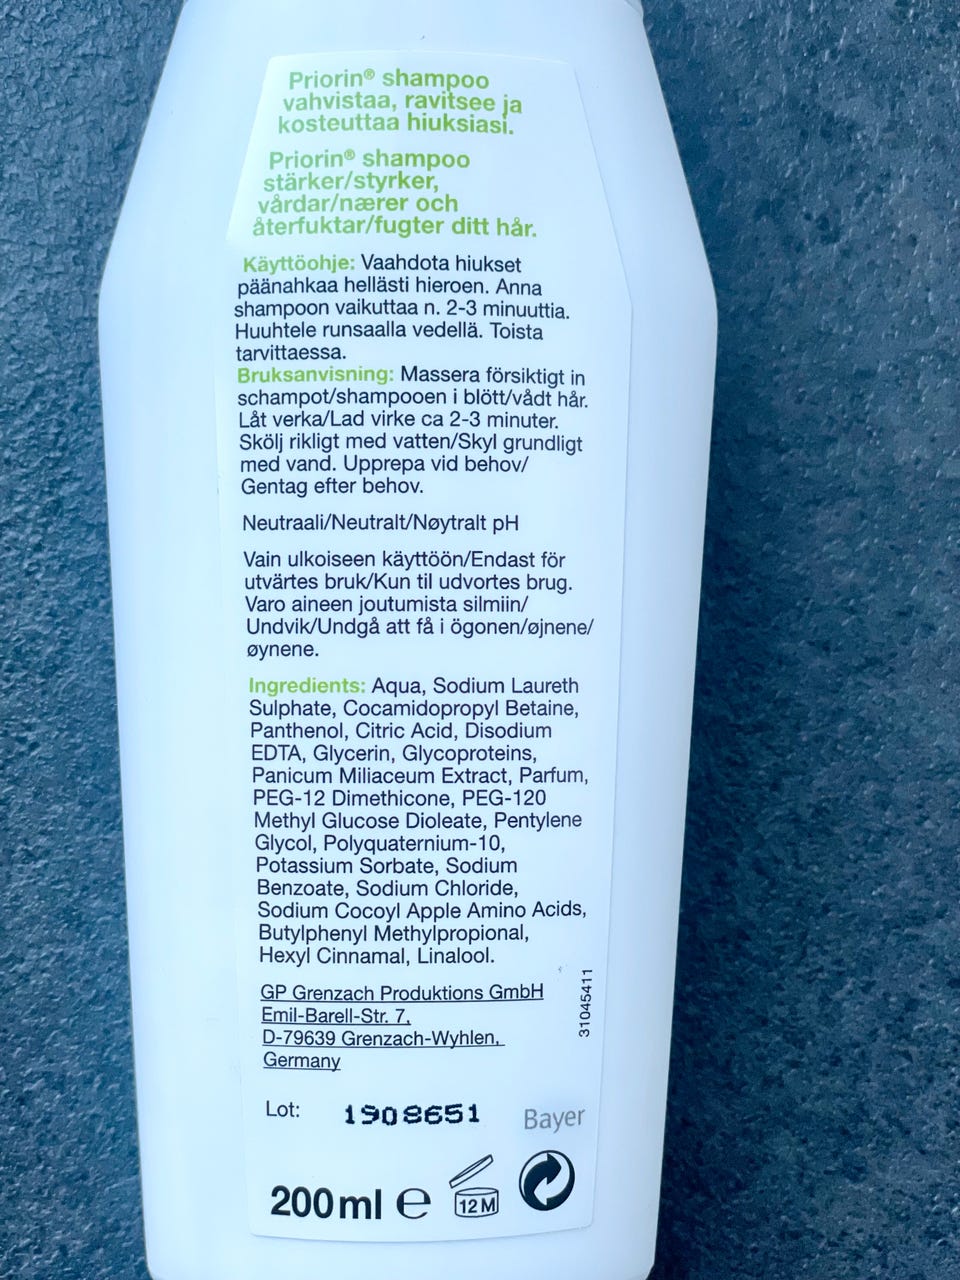 Priorin® shampoo
vahvistaa, ravitsee ja
kosteuttaa hiuksiasi.
Priorin® shampoo
stärker/styrker,
vårdar/nærer och
återfuktar/fugter ditt hår.
Käyttöohje: Vaahdota hiukset
päänahkaa hellästi hieroen. Anna
shampoon vaikuttaa n. 2-3 minuuttia.
Huuhtele runsaalla vedellä. Toista
tarvittaessa.
Bruksanvisning: Massera försiktigt in
schampot/shampooen i blött/vådt hår.
Låt verka/Lad virke ca 2-3 minuter.
Skölj rikligt med vatten/Skyl grundligt
med vand. Upprepa vid behov/
Gentag efter behov.
Neutraali/Neutralt/Nøytralt pH
Vain ulkoiseen käyttöön/Endast för
utvärtes bruk/Kun til udvortes brug.
Varo aineen joutumista silmiin/
Undvik/Undgå att få i ögonen/øjnene/
øynene.
Ingredients: Aqua, Sodium Laureth
Sulphate, Cocamidopropyl Betaine,
Panthenol, Citric Acid, Disodium
EDTA, Glycerin, Glycoproteins,
Panicum Miliaceum Extract, Parfum,
PEG-12 Dimethicone, PEG-120
Methyl Glucose Dioleate, Pentylene
Glycol, Polyquaternium-10,
Potassium Sorbate, Sodium
Benzoate, Sodium Chloride,
Sodium Cocoyl Apple Amino Acids,
Butylphenyl Methylpropional,
Hexyl Cinnamal, Linalool.
GP Grenzach Produktions GmbH
Emil-Barell-Str. 7,
D-79639 Grenzach-Wyhlen,
Germany
31045411
Lot: 1908651
Bayer
200 ml e 12 M